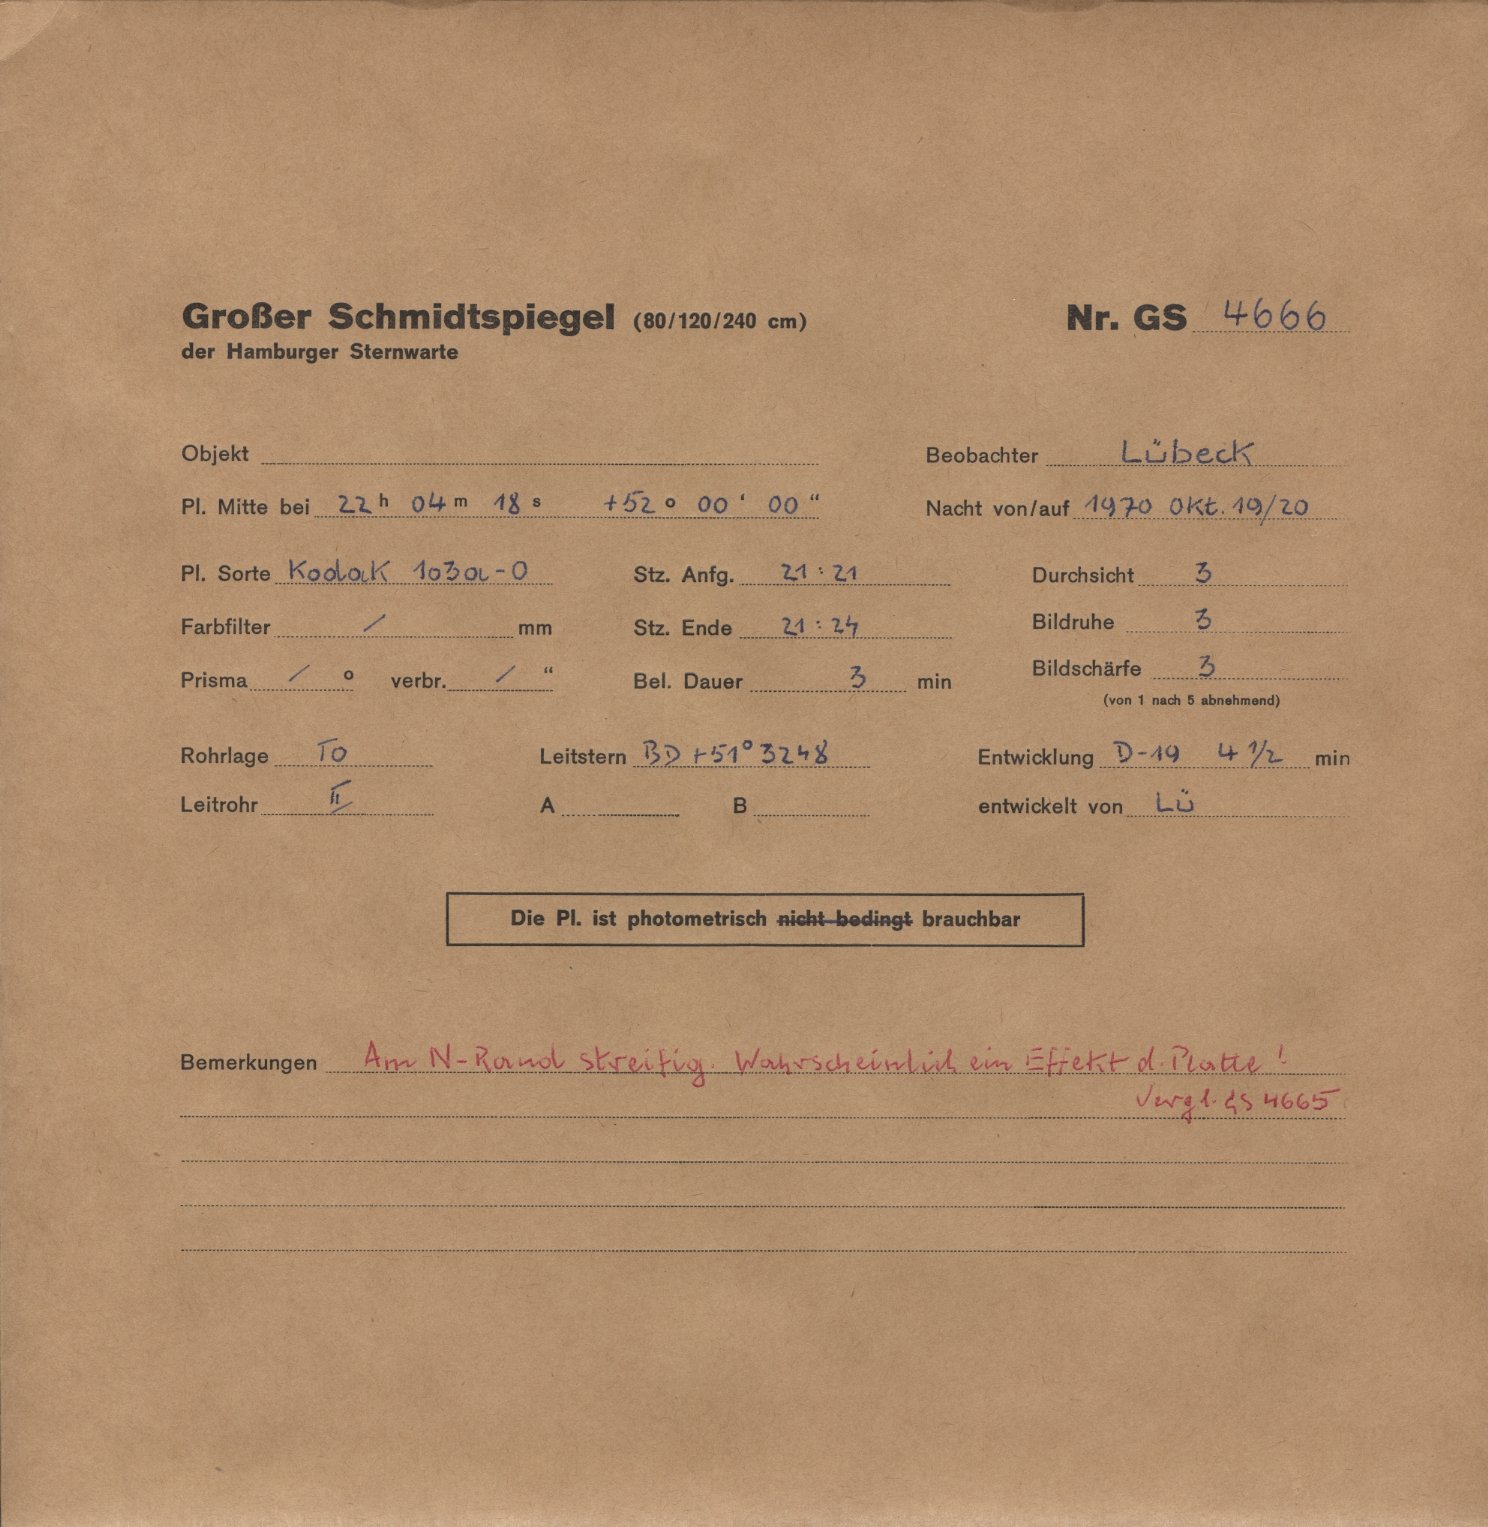 Großer Schmidtspiegel (80/120/240 cm) Nr. GS 4666
der Hamburger Sternwarte
Objekt Beobachter Lübeck
Pl. Mitte bei 22 h 04 m 18 s +52 o 00 ' 00 “ Nacht von/auf 1970 Okt. 19/20
Pl. Sorte Kodak 103a-O Stz. Anfg. 21:21 Durchsicht 3
Farbfilter / mm Stz. Ende 21:24 Bildruhe 3
Prisma / o verbr. / “ Bel. Dauer 3 min Bildschärfe 3
(von 1 nach 5 abnehmend)
Rohrlage TO Leitstern BD +51° 3248 Entwicklung D-19 4 1/2 min
Leitrohr II A B entwickelt von Lü
Die Pl. ist photometrisch nicht bedingt brauchbar
Bemerkungen Am N-Rand streifig. Wahrscheinlich ein Effekt d. Platte!
Vergl. GS 4665